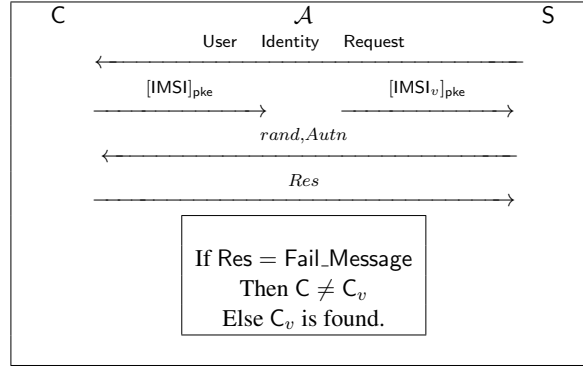 C 𝒜 S
User Identity Request
[IMSI]pke [IMSIv]pke
rand,Autn
Res
If Res = Fail_Message
Then C ≠ Cv
Else Cv is found.